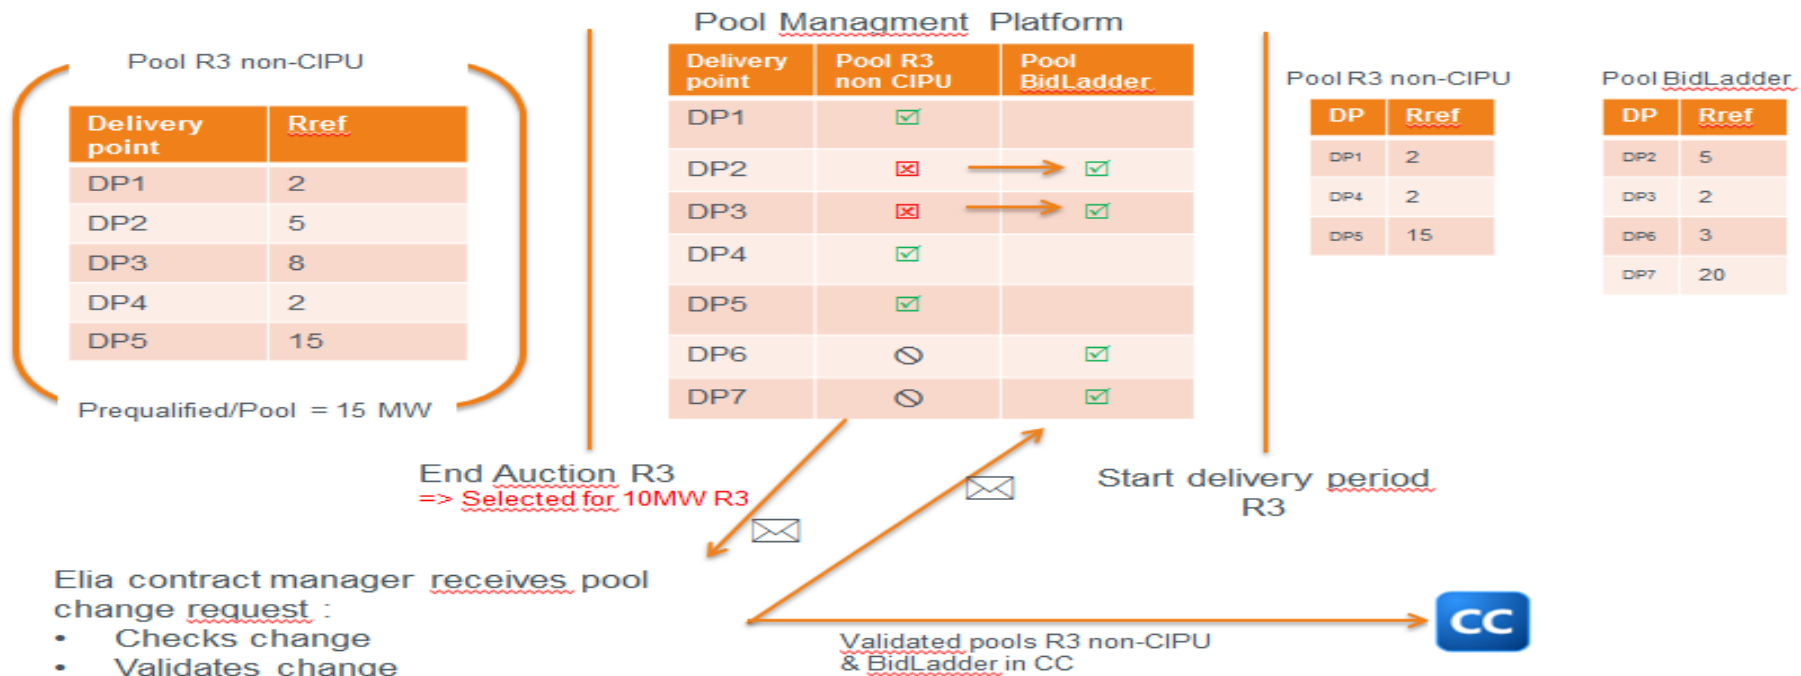 Pool Managment Platform
Pool R3 non-CIPU
Delivery point Rref
DP1 2
DP2 5
DP3 8
DP4 2
DP5 15
Prequalified/Pool = 15 MW
Delivery point Pool R3 non CIPU Pool BidLadder
DP1
DP2
DP3
DP4
DP5
DP6
DP7
Pool R3 non-CIPU
DP Rref
DP1 2
DP4 2
DP5 15
Pool BidLadder
DP Rref
DP2 5
DP3 2
DP6 3
DP7 20
End Auction R3
=> Selected for 10MW R3
Start delivery period
R3
Elia contract manager receives pool
change request :
• Checks change
• Validates change
Validated pools R3 non-CIPU
& BidLadder in CC
CC